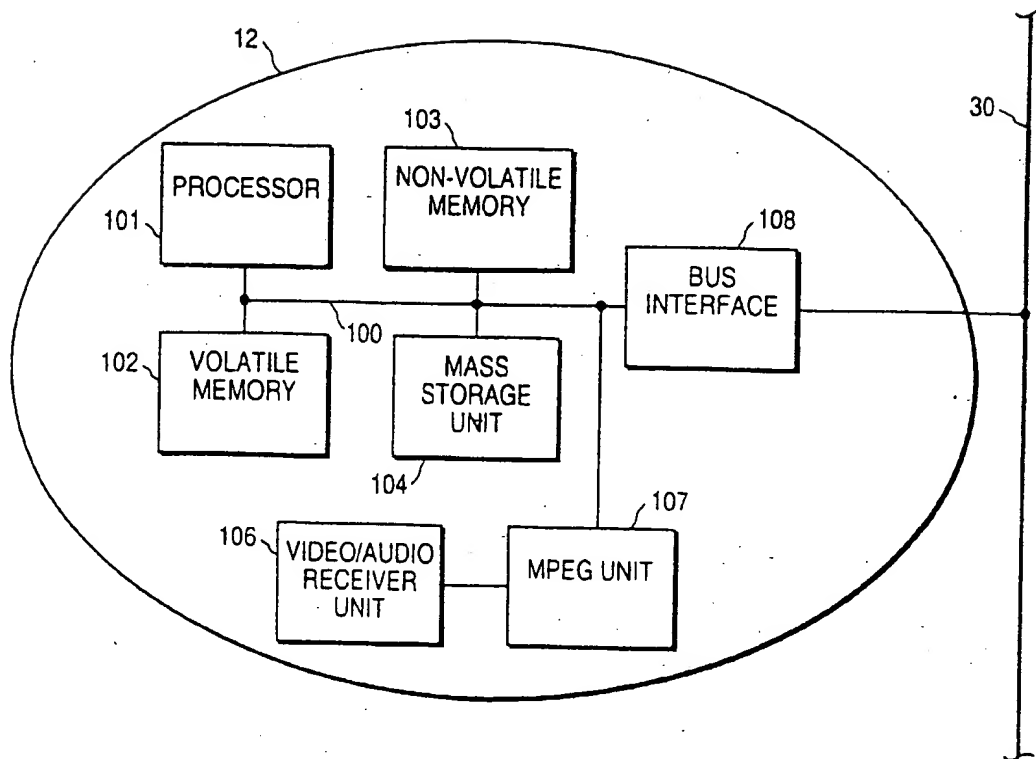 12
30
103
PROCESSOR
NON-VOLATILE
MEMORY
101
108
BUS
INTERFACE
100
102
VOLATILE
MEMORY
MASS
STORAGE
UNIT
104
107
106
VIDEO/AUDIO
RECEIVER
UNIT
MPEG UNIT